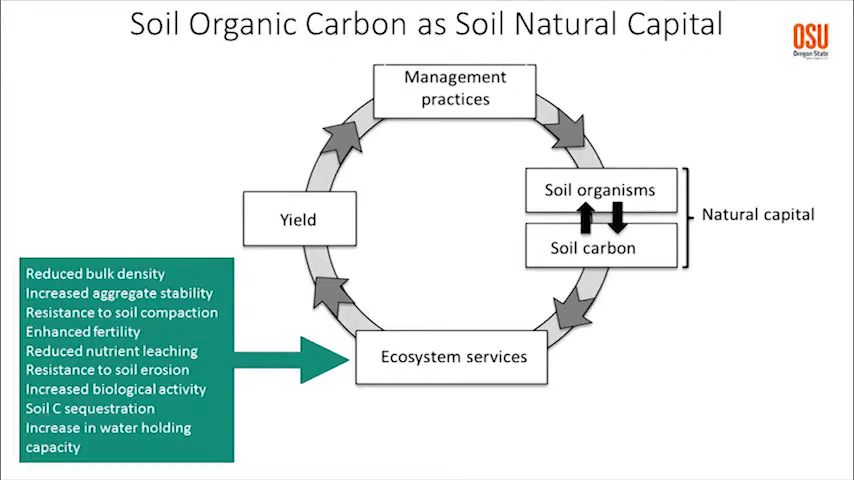 Soil Organic Carbon as Soil Natural Capital
OSU
Oregon State
Management
practices
Soil organisms
Natural capital
Soil carbon
Yield
Ecosystem services
Reduced bulk density
Increased aggregate stability
Resistance to soil compaction
Enhanced fertility
Reduced nutrient leaching
Resistance to soil erosion
Increased biological activity
Soil C sequestration
Increase in water holding
capacity